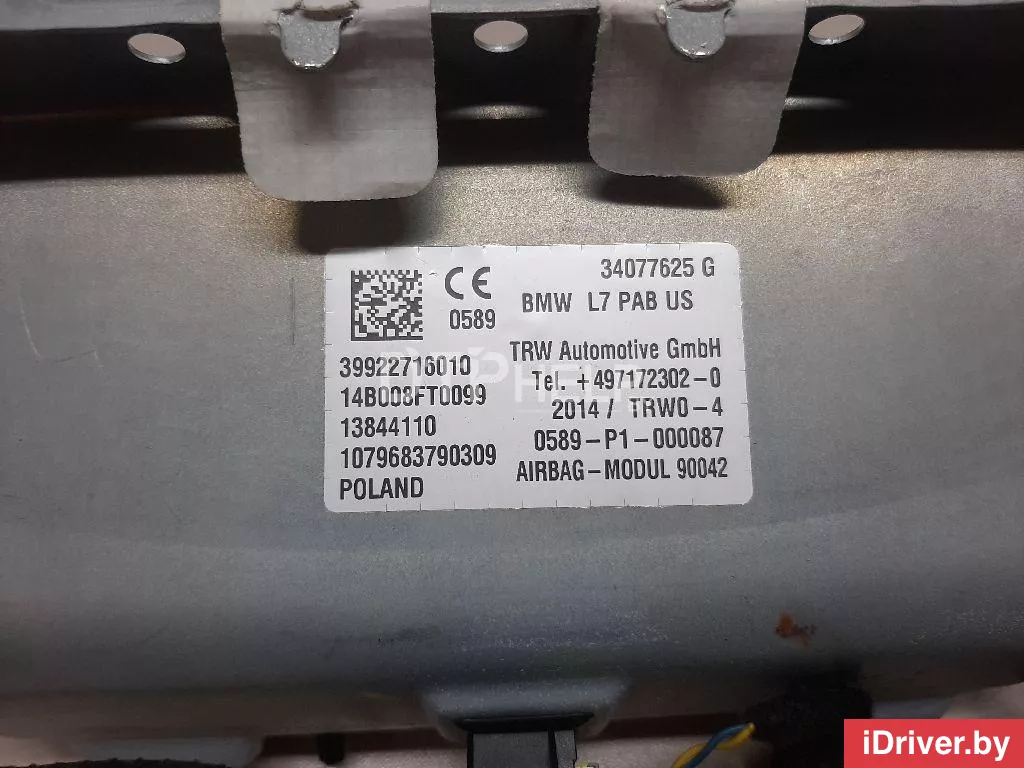 34077625 G
CE
BMW L7 PAB US
0589
TRW Automotive GmbH
39922716010
Tel. +497172302-0
14B008FT0099
2014 / TRW0-4
13844110
0589-P1-000087
1079683790309
AIRBAG-MODUL 90042
POLAND
iDriver.by